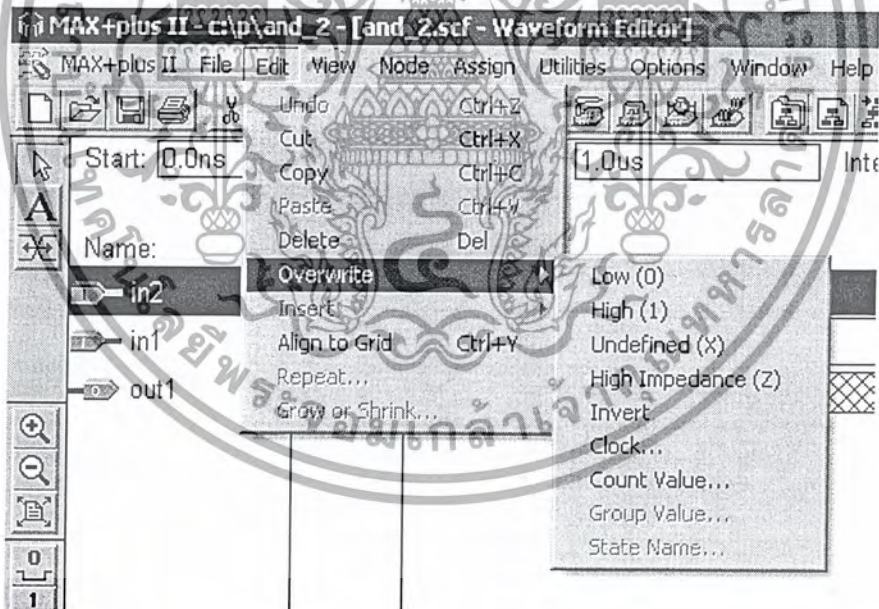 MAX+plus II - c:\p\and_2 - [and_2.scf - Waveform Editor]
MAX+plus II File Edit View Node Assign Utilities Options Window Help
Start: 0.0ns
1.0us
Name:
in2
in1
out1
Undo Ctrl+Z
Cut Ctrl+X
Copy Ctrl+C
Paste Ctrl+V
Delete Del
Overwrite
Insert
Align to Grid Ctrl+Y
Repeat...
Grow or Shrink...
Low (0)
High (1)
Undefined (X)
High Impedance (Z)
Invert
Clock...
Count Value...
Group Value...
State Name...
A
0
1